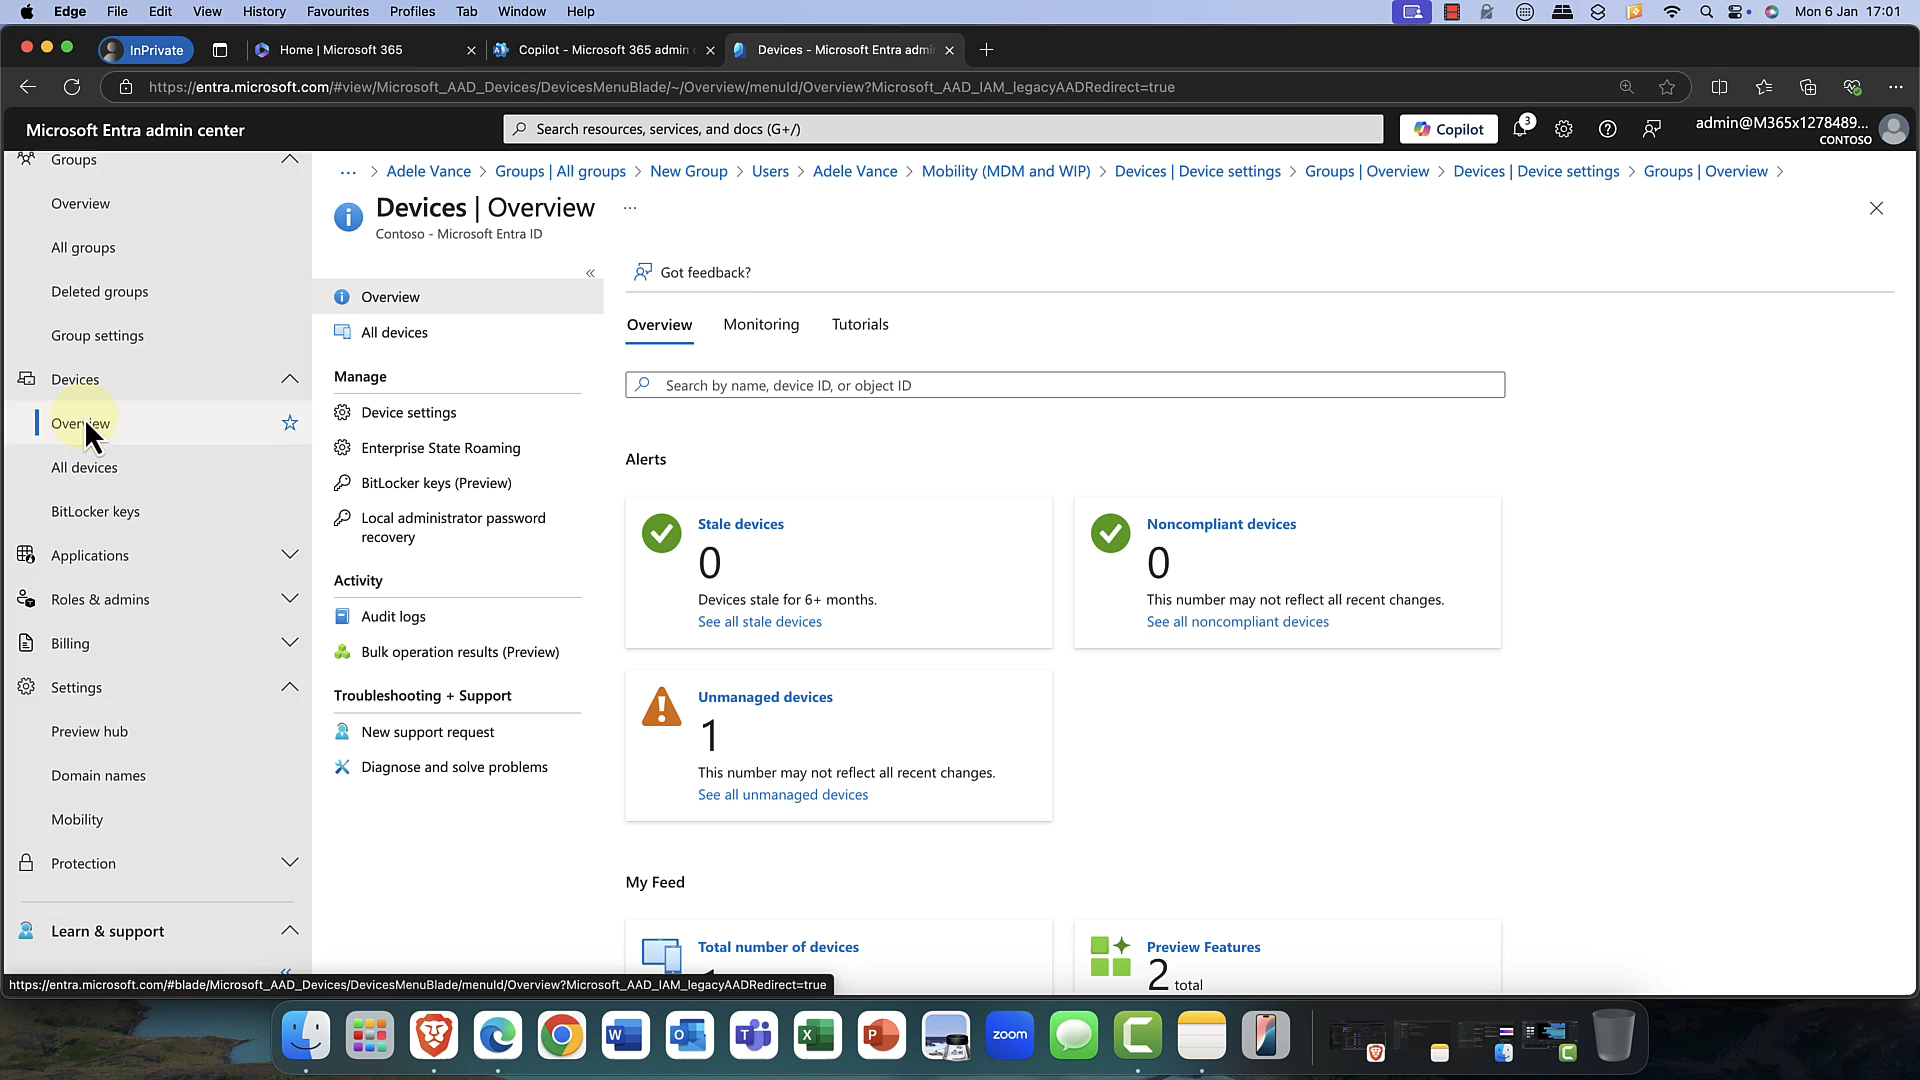 Edge File Edit View History Favourites Profiles Tab Window Help Mon 6 Jan 17:01
InPrivate Home | Microsoft 365 Copilot - Microsoft 365 admin c Devices - Microsoft Entra admi
https://entra.microsoft.com/#view/Microsoft_AAD_Devices/DevicesMenuBlade/~/Overview/menuId/Overview?Microsoft_AAD_IAM_legacyAADRedirect=true
Microsoft Entra admin center
Search resources, services, and docs (G+/)
Copilot
3
admin@M365x1278489...
CONTOSO
Groups
Overview
All groups
Deleted groups
Group settings
Devices
Overview
All devices
BitLocker keys
Applications
Roles & admins
Billing
Settings
Preview hub
Domain names
Mobility
Protection
Learn & support
... > Adele Vance > Groups | All groups > New Group > Users > Adele Vance > Mobility (MDM and WIP) > Devices | Device settings > Groups | Overview > Devices | Device settings > Groups | Overview >
Devices | Overview ...
Contoso - Microsoft Entra ID
Overview
All devices
Manage
Device settings
Enterprise State Roaming
BitLocker keys (Preview)
Local administrator password
recovery
Activity
Audit logs
Bulk operation results (Preview)
Troubleshooting + Support
New support request
Diagnose and solve problems
Got feedback?
Overview Monitoring Tutorials
Search by name, device ID, or object ID
Alerts
Stale devices
0
Devices stale for 6+ months.
See all stale devices
Noncompliant devices
0
This number may not reflect all recent changes.
See all noncompliant devices
Unmanaged devices
1
This number may not reflect all recent changes.
See all unmanaged devices
My Feed
Total number of devices
Preview Features
2 total
https://entra.microsoft.com/#blade/Microsoft_AAD_Devices/DevicesMenuBlade/menuId/Overview?Microsoft_AAD_IAM_legacyAADRedirect=true
zoom